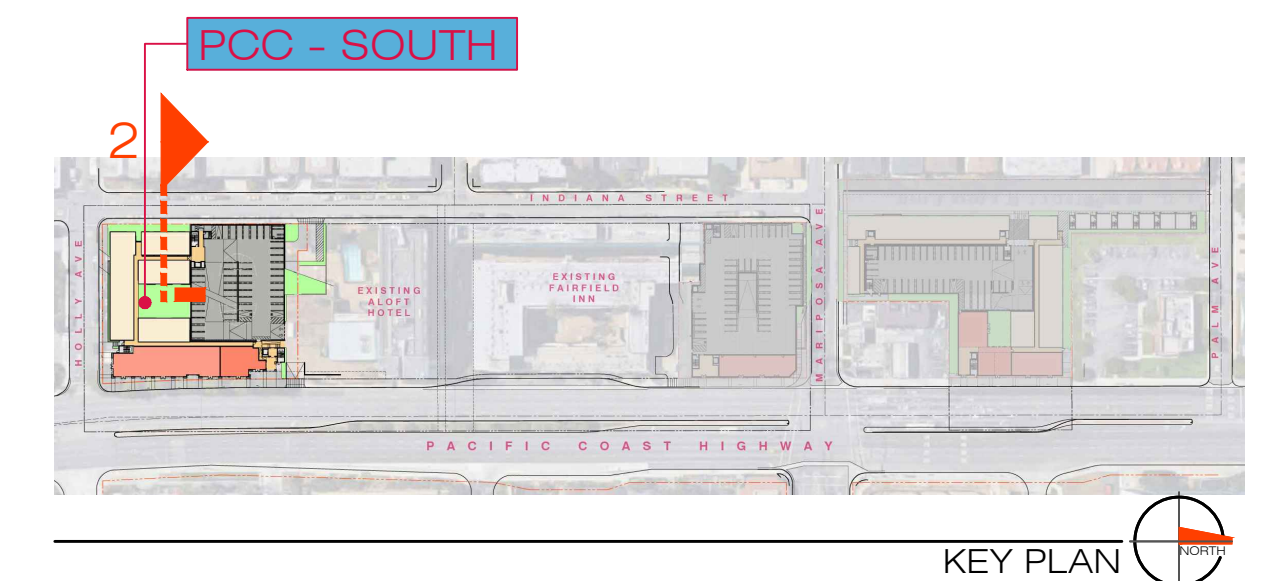 PCC - SOUTH
2
INDIANA STREET
HOLLY AVE
EXISTING
ALOFT
HOTEL
EXISTING
FAIRFIELD
INN
MARIPOSA AVE
PALM AVE
PACIFIC COAST HIGHWAY
KEY PLAN
NORTH